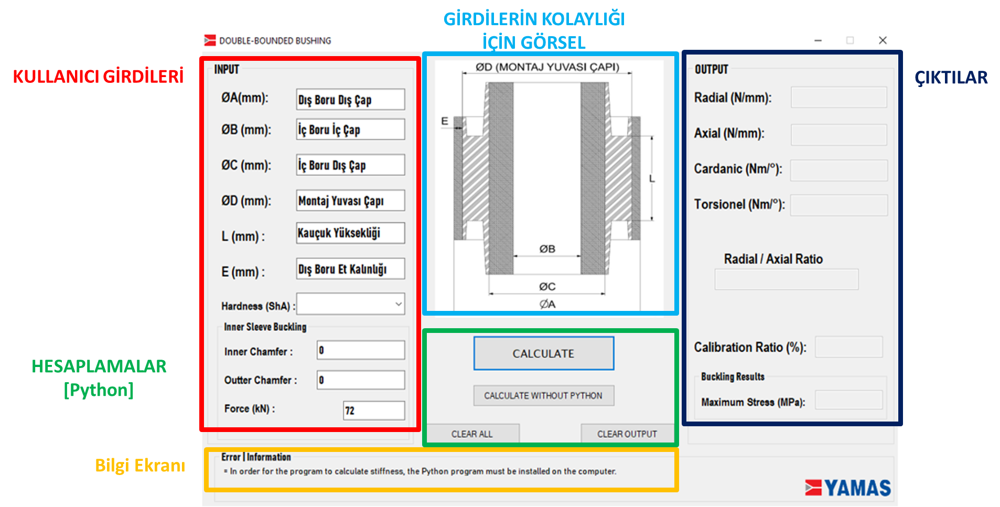 GİRDİLERİN KOLAYLIĞI
İÇİN GÖRSEL
DOUBLE-BOUNDED BUSHING
KULLANICI GİRDİLERİ
INPUT
ØA(mm): Dış Boru Dış Çap
ØB (mm): İç Boru İç Çap
ØC (mm): İç Boru Dış Çap
ØD (mm): Montaj Yuvası Çapı
L (mm) : Kauçuk Yüksekliği
E (mm) : Dış Boru Et Kalınlığı
Hardness (ShA) :
Inner Sleeve Buckling
Inner Chamfer : 0
Outter Chamfer : 0
Force (kN) : 72
ØD (MONTAJ YUVASI ÇAPI)
E
L
ØB
ØC
ØA
HESAPLAMALAR
[Python]
CALCULATE
CALCULATE WITHOUT PYTHON
CLEAR ALL
CLEAR OUTPUT
ÇIKTILAR
OUTPUT
Radial (N/mm):
Axial (N/mm):
Cardanic (Nm/°):
Torsionel (Nm/°):
Radial / Axial Ratio
Calibration Ratio (%):
Buckling Results
Maximum Stress (MPa):
Bilgi Ekranı
Error | Information
= In order for the program to calculate stiffness, the Python program must be installed on the computer.
YAMAS